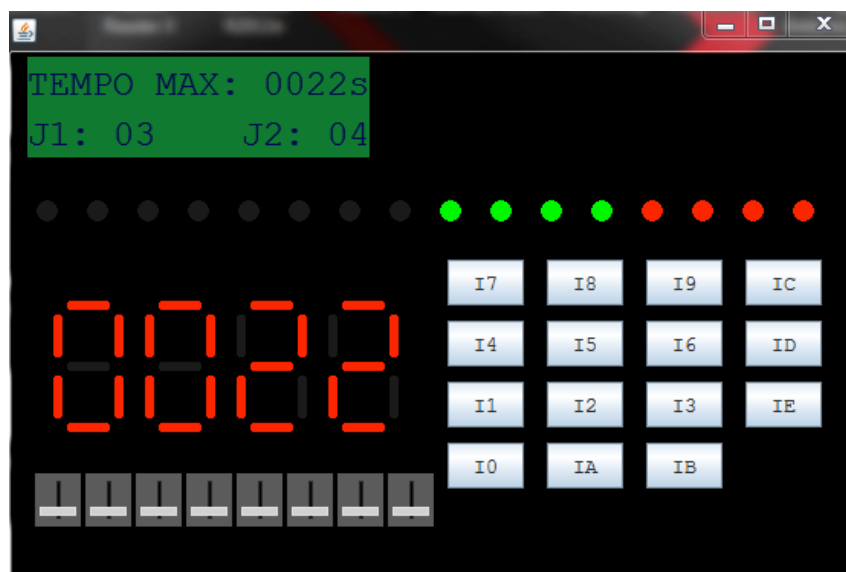 TEMPO MAX: 0022s
J1: 03 J2: 04
0022
I7 I8 I9 IC
I4 I5 I6 ID
I1 I2 I3 IE
I0 IA IB